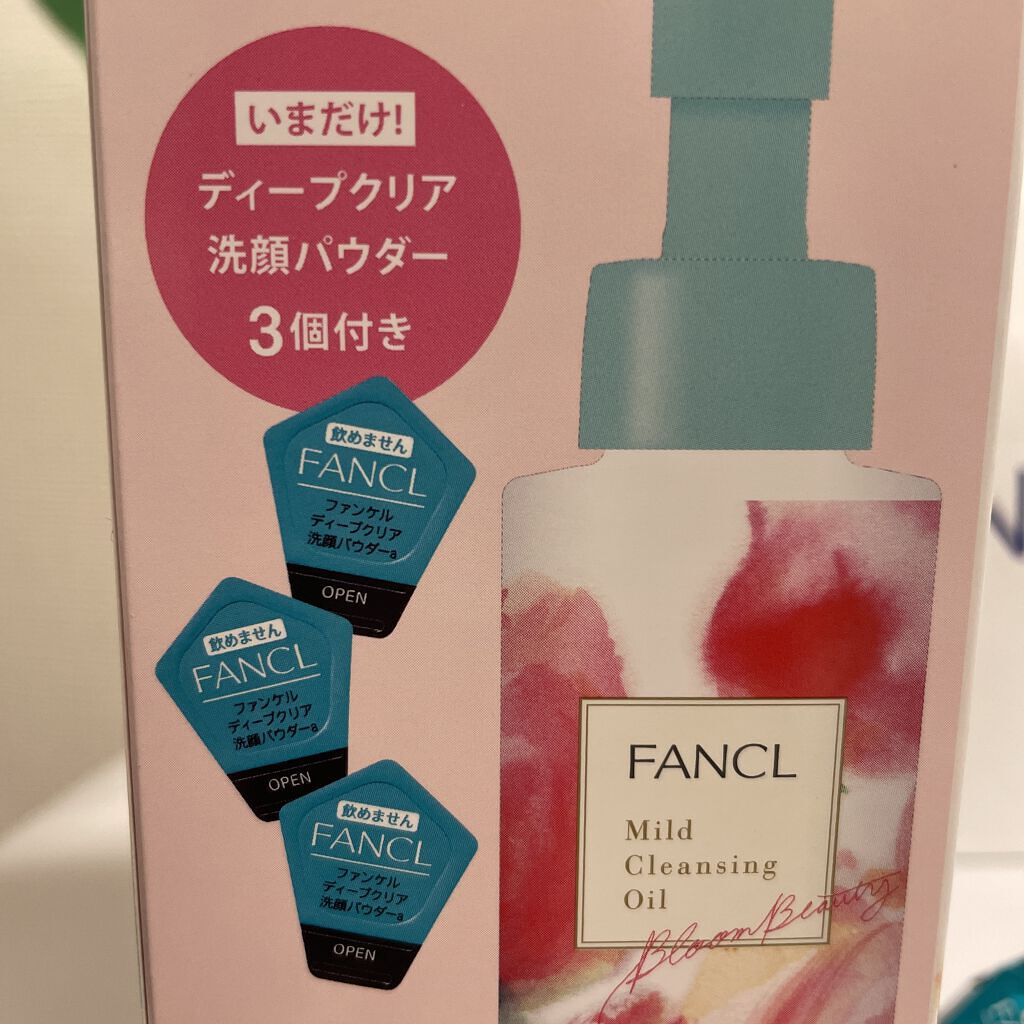 いまだけ!
ディープクリア
洗顔パウダー
3個付き
飲めません
FANCL
ファンケル
ディープクリア
洗顔パウダーa
OPEN
飲めません
FANCL
ファンケル
ディープクリア
洗顔パウダーa
OPEN
飲めません
FANCL
ファンケル
ディープクリア
洗顔パウダーa
OPEN
FANCL
Mild
Cleansing
Oil
Bloom Beauty